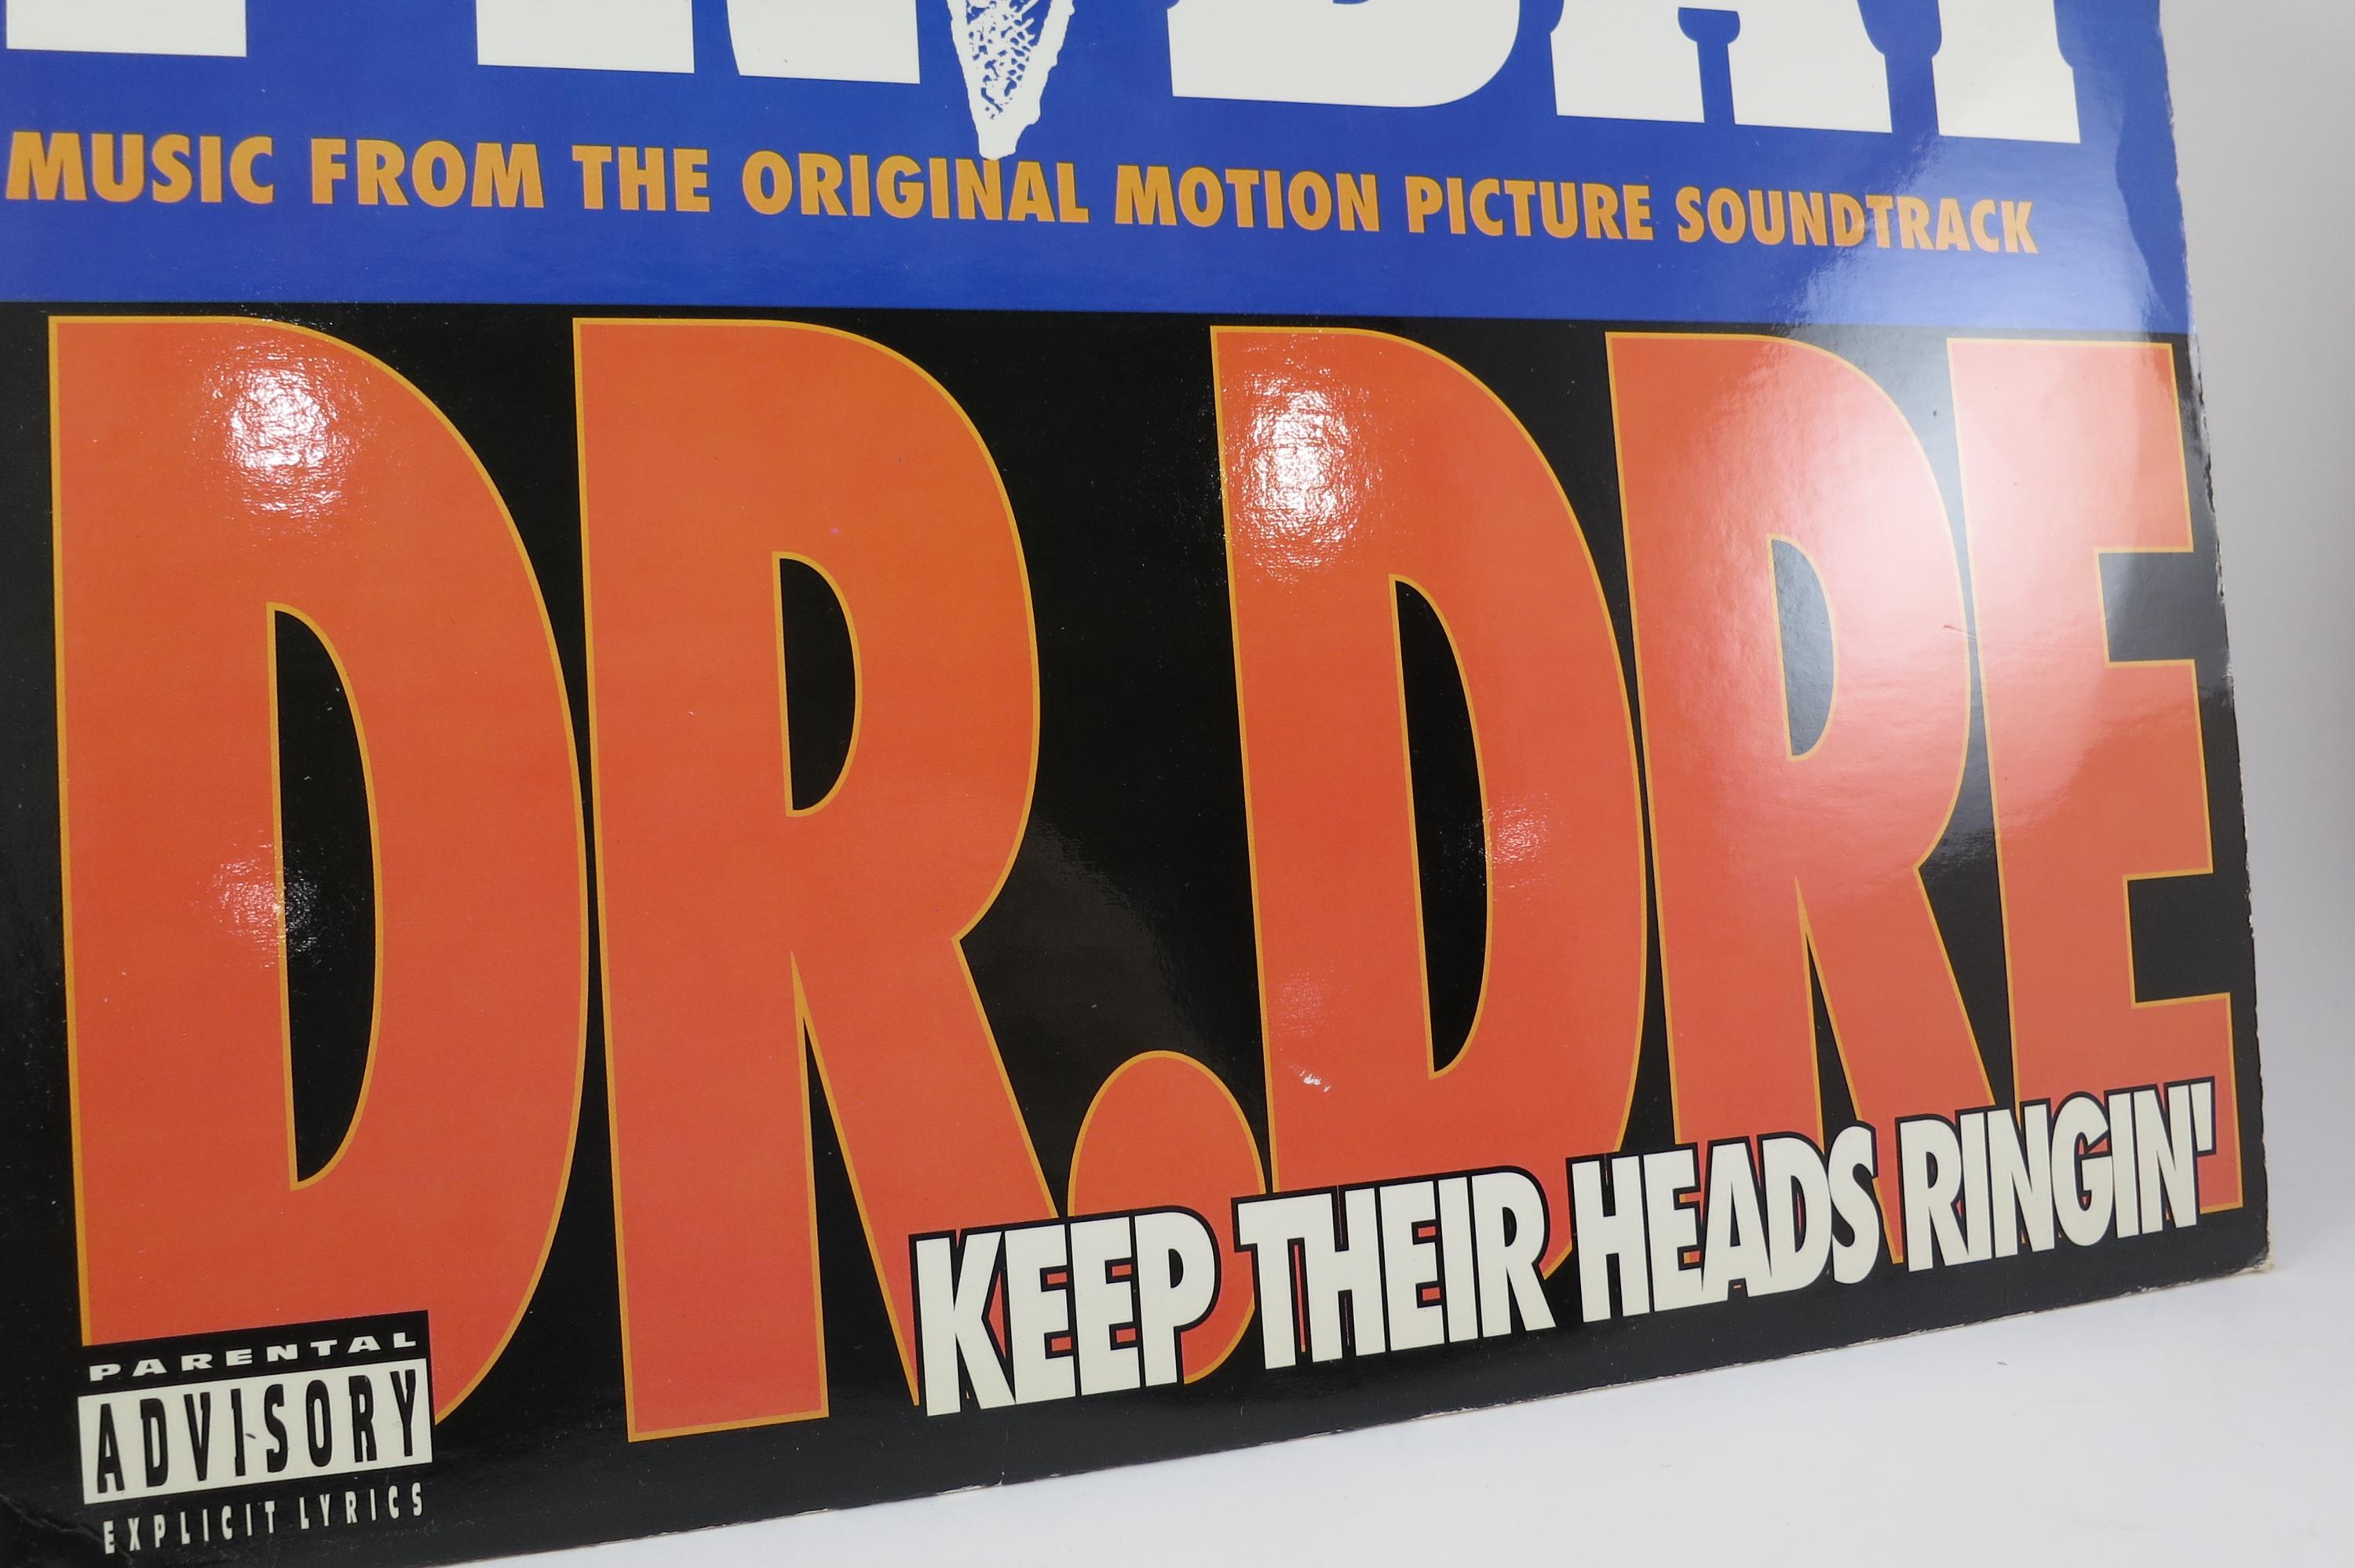 MUSIC FROM THE ORIGINAL MOTION PICTURE SOUNDTRACK
DR. DRE
KEEP THEIR HEADS RINGIN'
PARENTAL
ADVISORY
EXPLICIT LYRICS